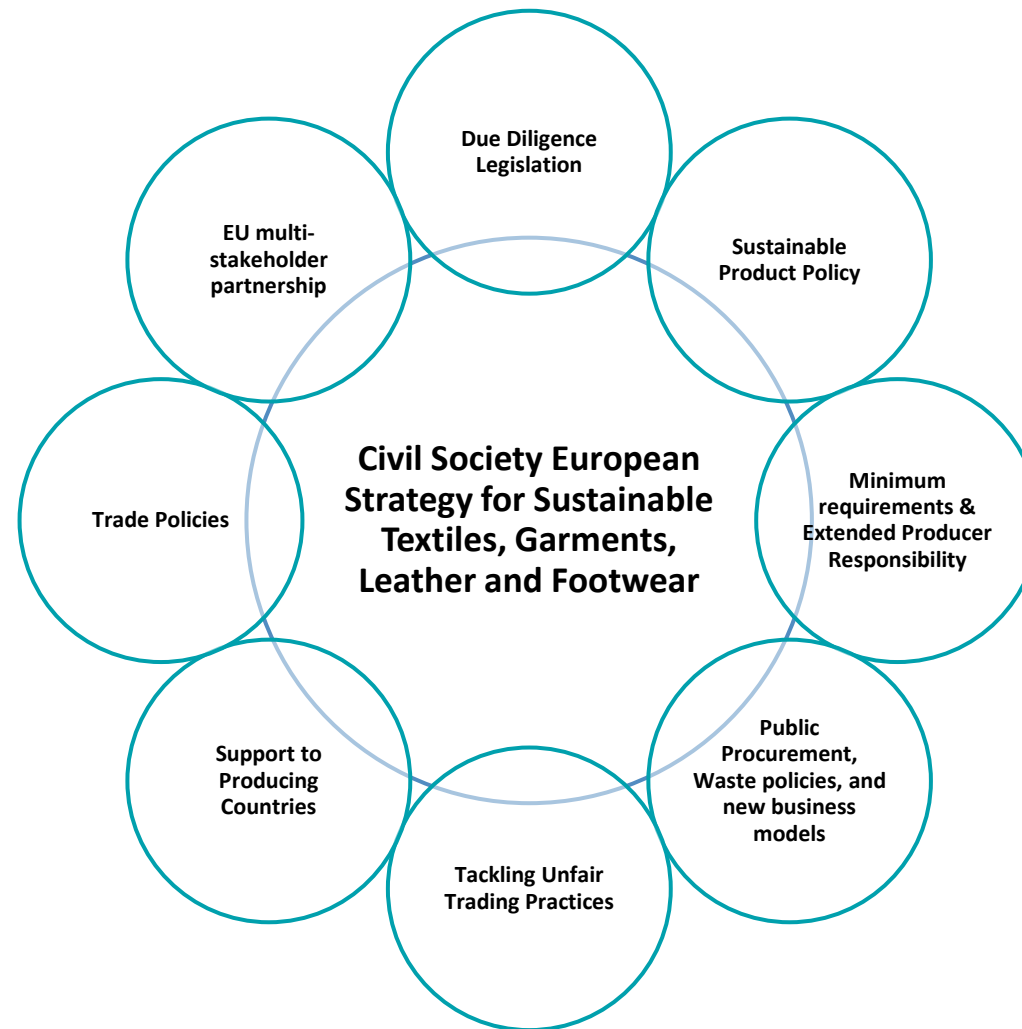 Due Diligence
Legislation
EU multi-
stakeholder
partnership
Sustainable
Product Policy
Civil Society European
Strategy for Sustainable
Textiles, Garments,
Leather and Footwear
Trade Policies
Minimum
requirements &
Extended Producer
Responsibility
Support to
Producing
Countries
Public
Procurement,
Waste policies, and
new business
models
Tackling Unfair
Trading Practices